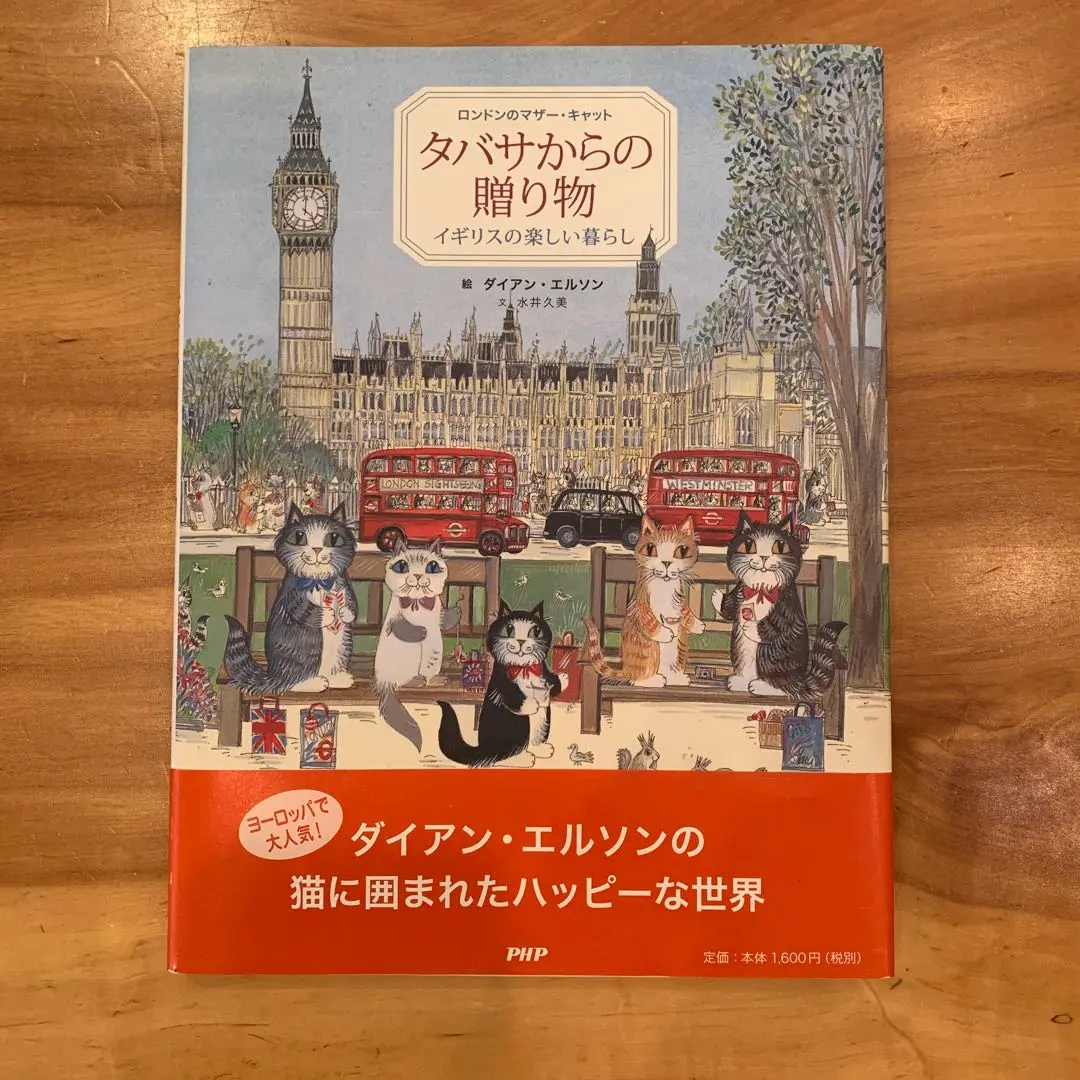 ロンドンのマザー・キャット
タバサからの
贈り物
イギリスの楽しい暮らし
絵 ダイアン・エルソン
文 水井久美
LONDON SIGHTSEEING
WESTMINSTER
ヨーロッパで
大人気!
ダイアン・エルソンの
猫に囲まれたハッピーな世界
PHP
定価:本体1,600円(税別)